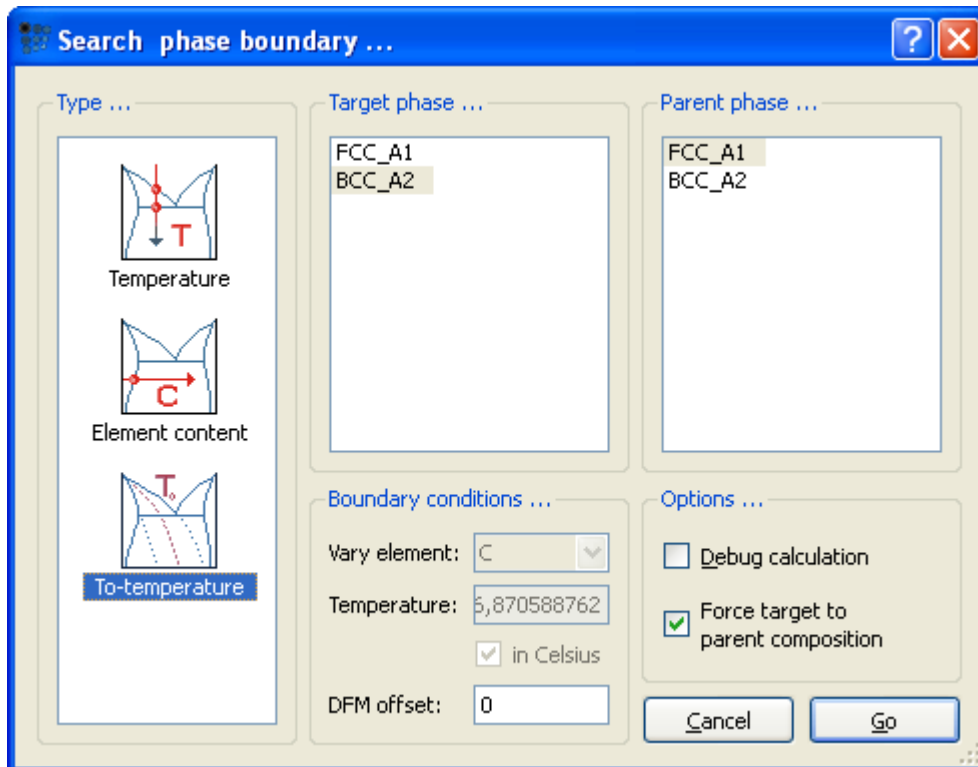 Search phase boundary ...
?
Type ...
T
Temperature
C
Element content
To
To-temperature
Target phase ...
FCC_A1
BCC_A2
Parent phase ...
FCC_A1
BCC_A2
Boundary conditions ...
Vary element: C
Temperature: 6,870588762
in Celsius
DFM offset: 0
Options ...
Debug calculation
Force target to
parent composition
Cancel
Go